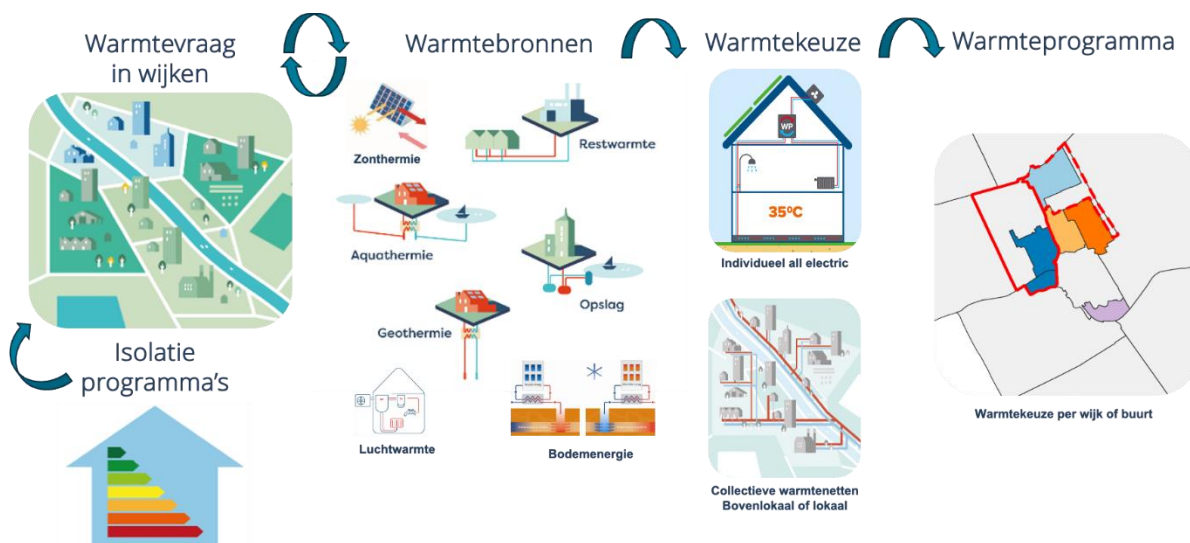 Warmtevraag
in wijken
Isolatie
programma's
Warmtebronnen
Zonthermie
Restwarmte
Aquathermie
Opslag
Geothermie
Luchtwarmte
Bodemenergie
Warmtekeuze
WP
35ºC
Individueel all electric
Collectieve warmtenetten
Bovenlokaal of lokaal
Warmteprogramma
Warmtekeuze per wijk of buurt